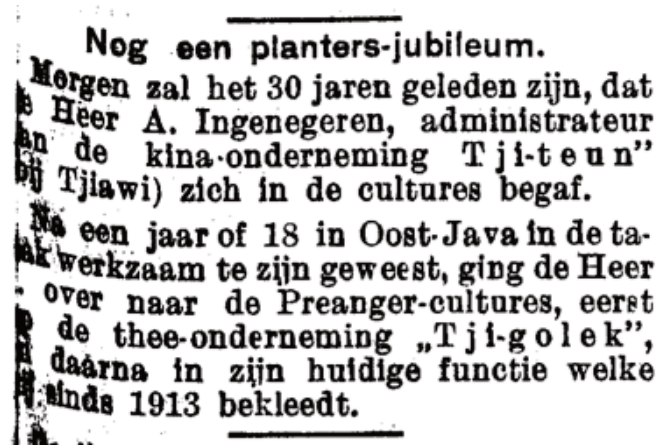 Nog een planters-jubileum.
Morgen zal het 30 jaren geleden zijn, dat
Heer A. Ingenegeren, administrateur
de kina-onderneming Tji-teun”
Tjiawi) zich in de cultures begaf.
Na een jaar of 18 in Oost-Java in de ta-
werkzaam te zijn geweest, ging de Heer
over naar de Preanger-cultures, eerst
de thee-onderneming „Tji-golek”,
daarna in zijn huidige functie welke
sinds 1913 bekleedt.